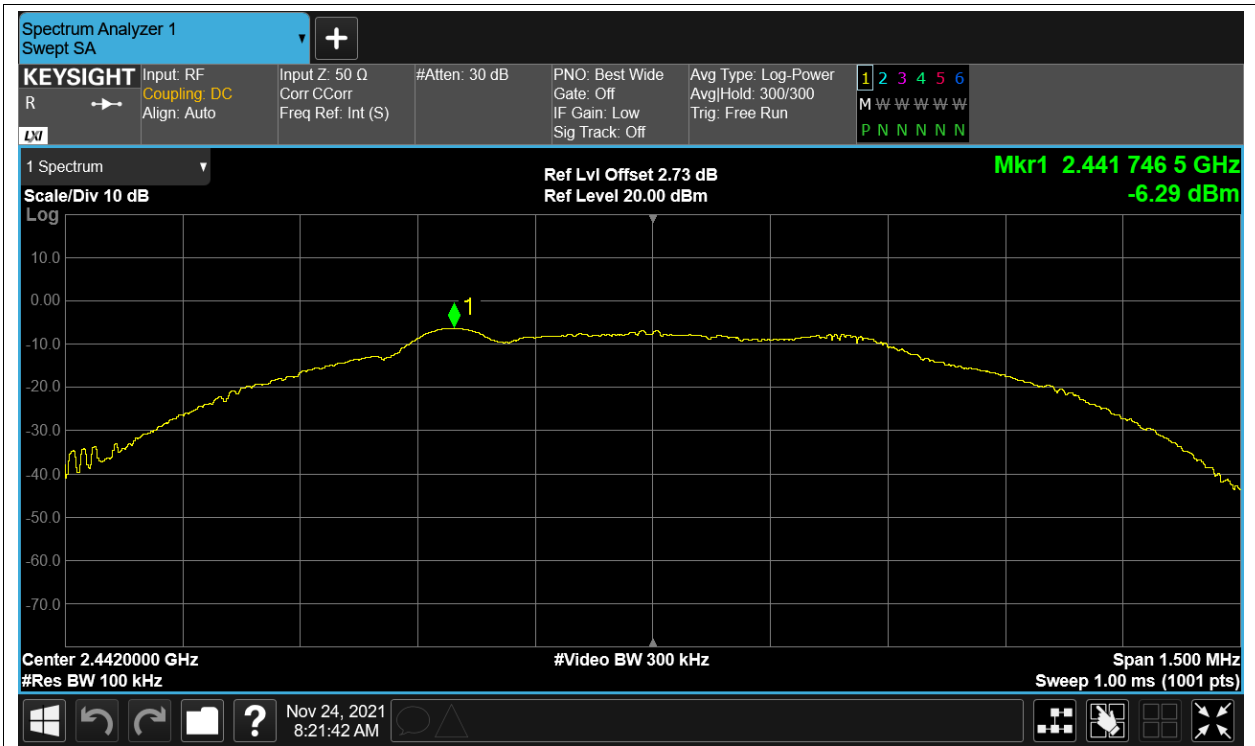 Spectrum Analyzer 1
Swept SA
KEYSIGHT
R
LXI
Input: RF
Coupling: DC
Align: Auto
Input Z: 50 Ω
Corr CCorr
Freq Ref: Int (S)
#Atten: 30 dB
PNO: Best Wide
Gate: Off
IF Gain: Low
Sig Track: Off
Avg Type: Log-Power
Avg|Hold: 300/300
Trig: Free Run
1 2 3 4 5 6
M W W W W W
P N N N N N
1 Spectrum
Scale/Div 10 dB
Log
Ref Lvl Offset 2.73 dB
Ref Level 20.00 dBm
Mkr1 2.441 746 5 GHz
-6.29 dBm
10.0
0.00
-10.0
-20.0
-30.0
-40.0
-50.0
-60.0
-70.0
1
Center 2.4420000 GHz
#Res BW 100 kHz
#Video BW 300 kHz
Span 1.500 MHz
Sweep 1.00 ms (1001 pts)
?
Nov 24, 2021
8:21:42 AM